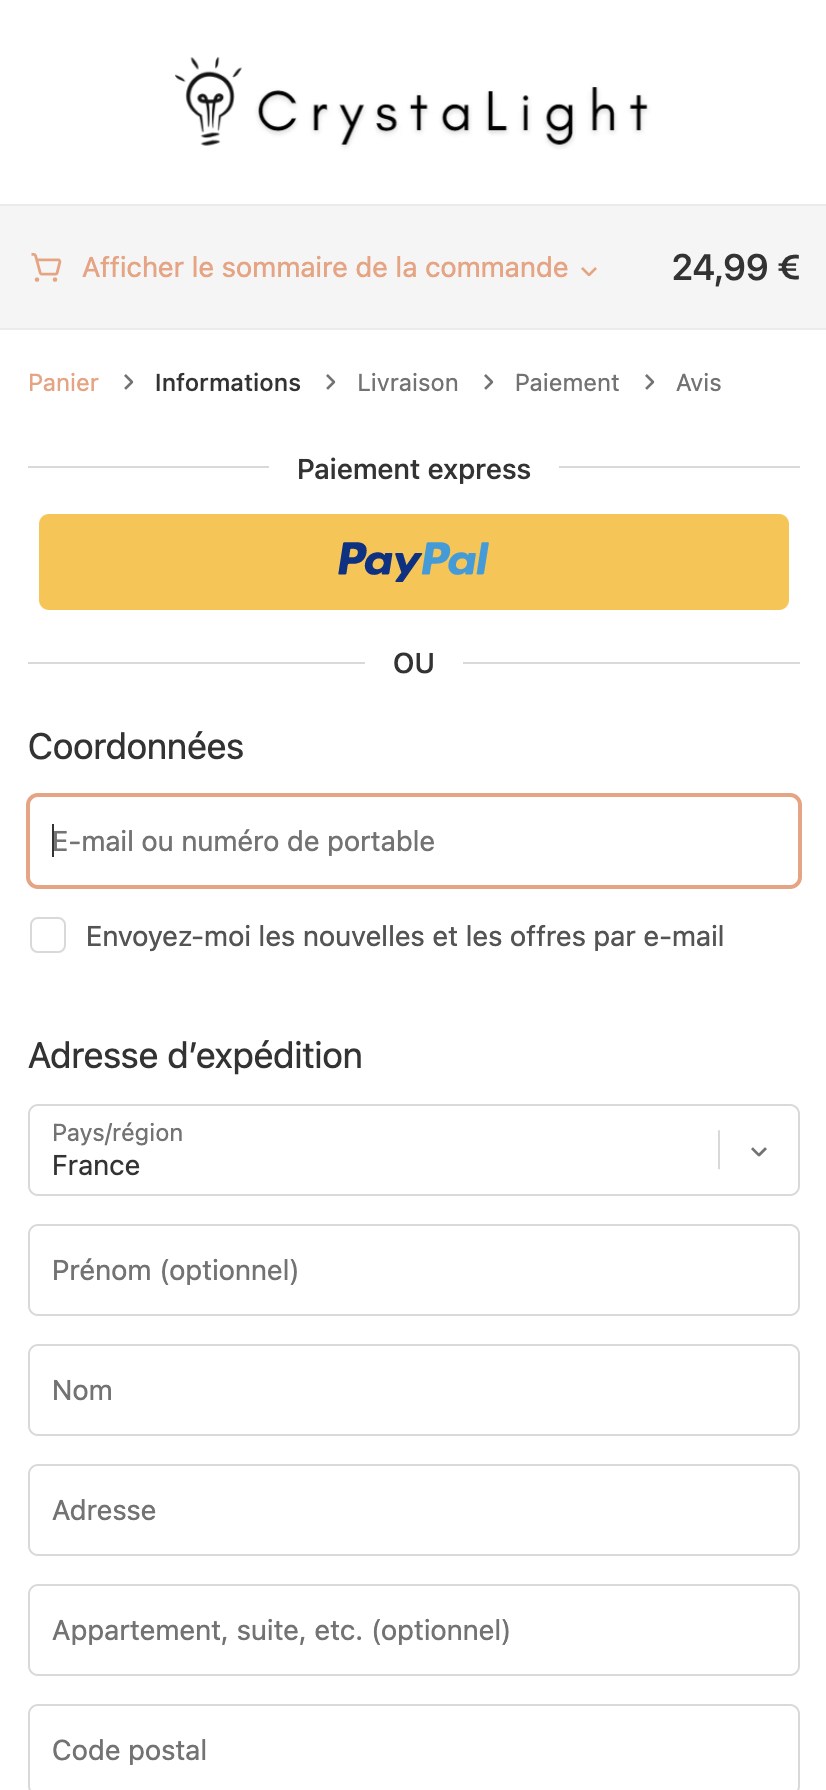 CrystaLight
Afficher le sommaire de la commande 24,99 €
Panier > Informations > Livraison > Paiement > Avis
Paiement express
PayPal
OU
Coordonnées
E-mail ou numéro de portable
Envoyez-moi les nouvelles et les offres par e-mail
Adresse d’expédition
Pays/région
France
Prénom (optionnel)
Nom
Adresse
Appartement, suite, etc. (optionnel)
Code postal